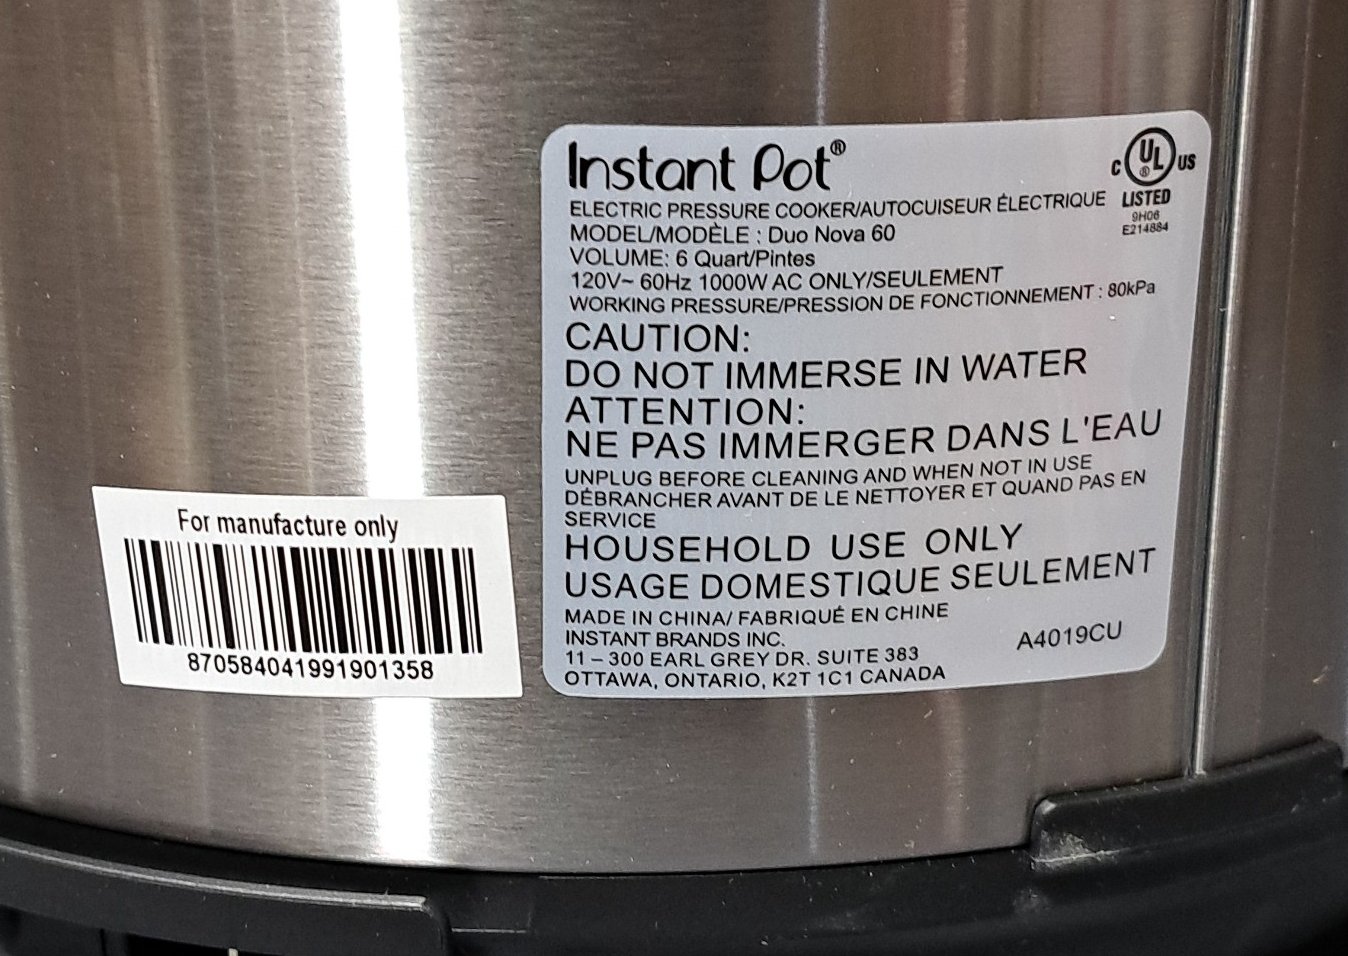 Instant Pot®
C UL® US
LISTED
9H06
E214884
ELECTRIC PRESSURE COOKER/AUTOCUISEUR ÉLECTRIQUE
MODEL/MODÈLE : Duo Nova 60
VOLUME: 6 Quart/Pintes
120V~ 60Hz 1000W AC ONLY/SEULEMENT
WORKING PRESSURE/PRESSION DE FONCTIONNEMENT : 80kPa
CAUTION:
DO NOT IMMERSE IN WATER
ATTENTION:
NE PAS IMMERGER DANS L'EAU
UNPLUG BEFORE CLEANING AND WHEN NOT IN USE
DÉBRANCHER AVANT DE LE NETTOYER ET QUAND PAS EN
SERVICE
HOUSEHOLD USE ONLY
USAGE DOMESTIQUE SEULEMENT
MADE IN CHINA/ FABRIQUÉ EN CHINE
INSTANT BRANDS INC.
11 – 300 EARL GREY DR. SUITE 383
OTTAWA, ONTARIO, K2T 1C1 CANADA
A4019CU
For manufacture only
870584041991901358